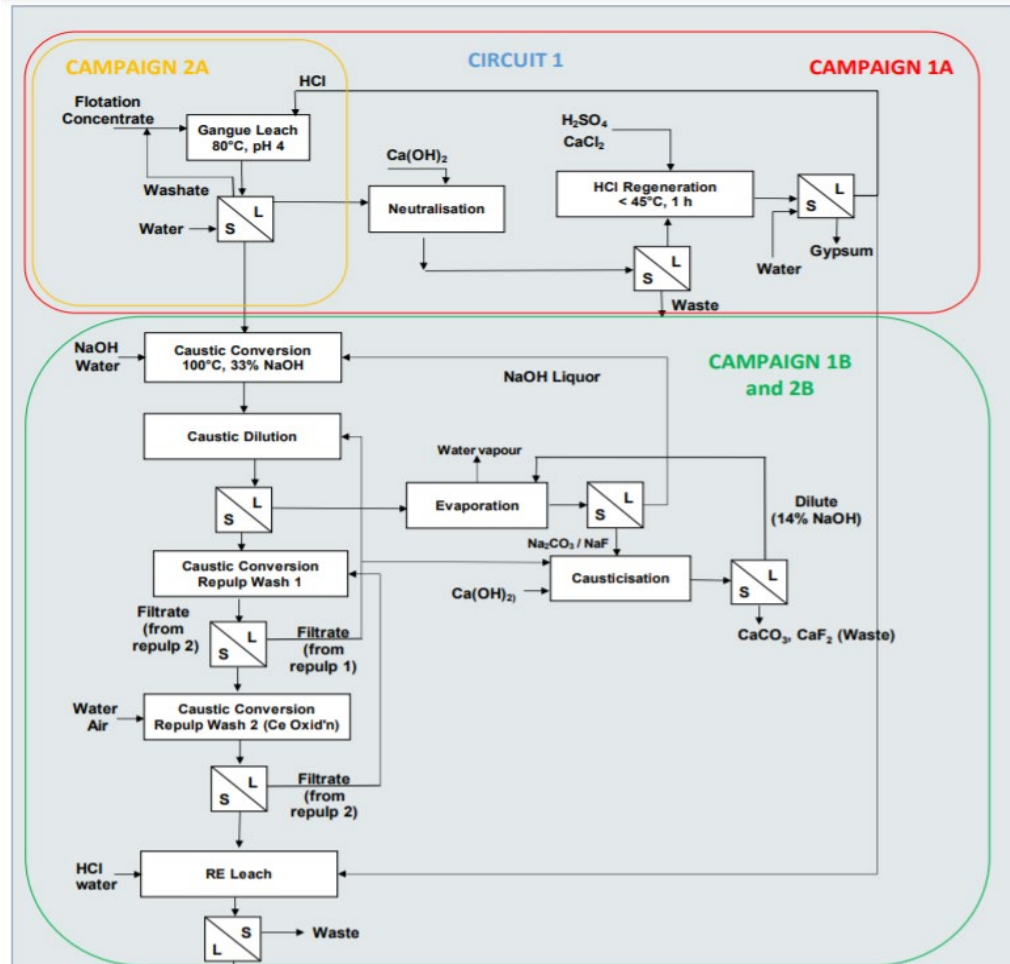 CIRCUIT 1
CAMPAIGN 2A
CAMPAIGN 1A
HCl
Flotation
Concentrate
Gangue Leach
80°C, pH 4
Washate
Water
S
L
Ca(OH)₂
Neutralisation
H₂SO₄
CaCl₂
HCl Regeneration
< 45°C, 1 h
S
L
Water
Gypsum
S
L
Waste
CAMPAIGN 1B
and 2B
NaOH
Water
Caustic Conversion
100°C, 33% NaOH
NaOH Liquor
Caustic Dilution
S
L
Water vapour
Evaporation
S
L
Dilute
(14% NaOH)
Na₂CO₃ / NaF
Caustic Conversion
Repulp Wash 1
Causticisation
Ca(OH)₂)
S
L
CaCO₃, CaF₂ (Waste)
Filtrate
(from
repulp 2)
S
L
Filtrate
(from
repulp 1)
Water
Air
Caustic Conversion
Repulp Wash 2 (Ce Oxid'n)
S
L
Filtrate
(from
repulp 2)
HCl
water
RE Leach
S
L
Waste